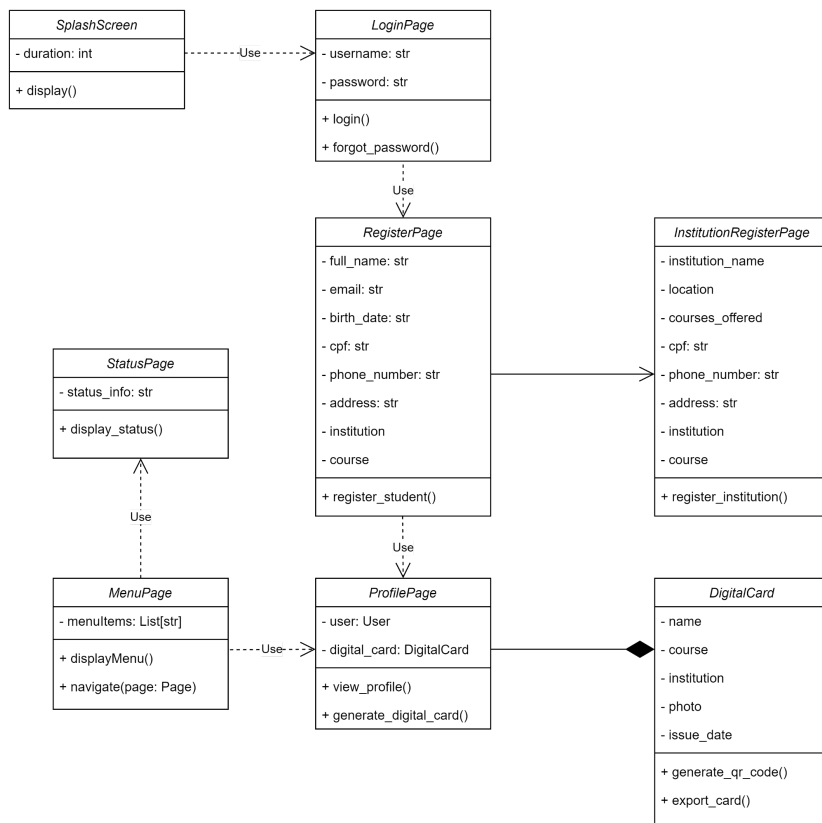 SplashScreen
- duration: int
+ display()
Use
LoginPage
- username: str
- password: str
+ login()
+ forgot_password()
Use
RegisterPage
- full_name: str
- email: str
- birth_date: str
- cpf: str
- phone_number: str
- address: str
- institution
- course
+ register_student()
InstitutionRegisterPage
- institution_name
- location
- courses_offered
- cpf: str
- phone_number: str
- address: str
- institution
- course
+ register_institution()
StatusPage
- status_info: str
+ display_status()
Use
Use
MenuPage
- menuItems: List[str]
+ displayMenu()
+ navigate(page: Page)
Use
ProfilePage
- user: User
- digital_card: DigitalCard
+ view_profile()
+ generate_digital_card()
DigitalCard
- name
- course
- institution
- photo
- issue_date
+ generate_qr_code()
+ export_card()